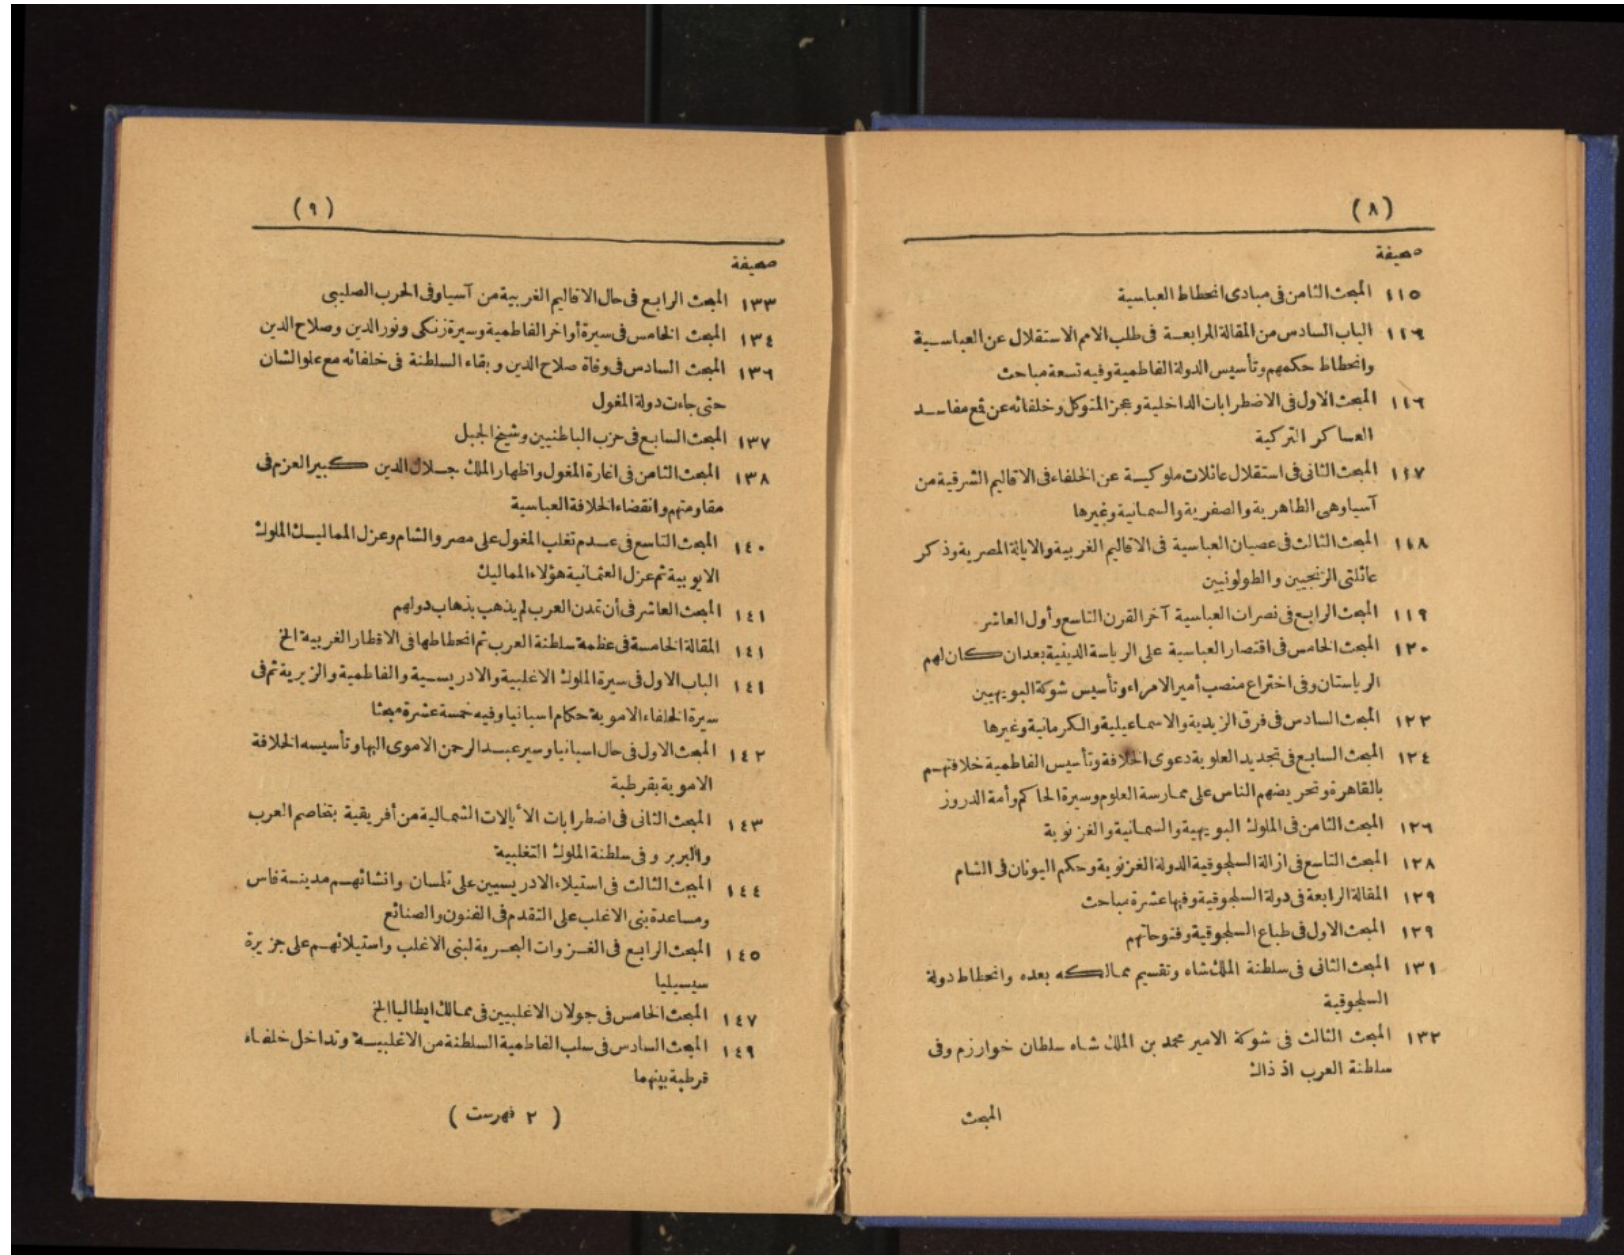 (٨)
صحيفة
١١٥ المبحث الثامن فى مبادى انحطاط العباسية
١١٦ الباب السادس من المقالة الرابعة فى طلب الامم الاستقلال عن العباسية
وانحطاط حكمهم وتأسيس الدولة الفاطمية وفيه تسعة مباحث
١١٦ المبحث الاول فى الاضطرابات الداخلية وعجز المتوكل وخلفائه عن قمع مفاسد
العساكر التركية
١١٧ المبحث الثانى فى استقلال عائلات ملوكية عن الخلفاء فى الاقاليم الشرقية من
آسيا وهى الطاهرية والصفرية والسمانية وغيرها
١١٨ المبحث الثالث فى عصيان العباسية فى الاقاليم الغربية والايالة المصرية وذكر
عائلتى الزنجيين والطولونيين
١١٩ المبحث الرابع فى نصرات العباسية آخر القرن التاسع وأول العاشر
١٢٠ المبحث الخامس فى اقتصار العباسية على الرياسة الدينية بعد ان كان لهم
الرياستان وفى اختراع منصب أمير الامراء وتأسيس شوكة البويهيين
١٢٢ المبحث السادس فى فرق الزيدية والاسماعيلية والكرمانية وغيرها
١٢٤ المبحث السابع فى تجديد العلوية دعوى الخلافة وتأسيس الفاطمية خلافتهم
بالقاهرة وتحريضهم الناس على ممارسة العلوم وسيرة الحاكم وأمة الدروز
١٢٦ المبحث الثامن فى الملوك البويهية والسمانية والغزنوية
١٢٨ المبحث التاسع فى ازالة السلجوقية الدولة الغزنوية وحكم اليونان فى الشام
١٢٩ المقالة الرابعة فى دولة السلجوقية وفيها عشرة مباحث
١٢٩ المبحث الاول فى طباع السلجوقية وفتوحاتهم
١٣١ المبحث الثانى فى سلطنة الملك شاه وتقسيم ممالكه بعده وانحطاط دولة
السلجوقية
١٣٢ المبحث الثالث فى شوكة الامير محمد بن الملك شاه سلطان خوارزم وفى
سلطنة العرب اذ ذاك
المبحث
(٩)
صحيفة
١٣٣ المبحث الرابع فى حال الاقاليم الغربية من آسيا وفى الحرب الصليبى
١٣٤ المبحث الخامس فى سيرة أواخر الفاطمية وسيرة زنكى ونور الدين وصلاح الدين
١٣٦ المبحث السادس فى وفاة صلاح الدين وبقاء السلطنة فى خلفائه مع علو الشان
حتى جاءت دولة المغول
١٣٧ المبحث السابع فى حزب الباطنيين وشيخ الجبل
١٣٨ المبحث الثامن فى اغارة المغول واظهار الملك جلال الدين كبير العزم فى
مقاومتهم وانقضاء الخلافة العباسية
١٤٠ المبحث التاسع فى عدم تغلب المغول على مصر والشام وعزل المماليك الملوك
الايوبية ثم عزل العثمانية هؤلاء المماليك
١٤١ المبحث العاشر فى أن تمدن العرب لم يذهب بذهاب دولهم
١٤١ المقالة الخامسة فى عظمة سلطنة العرب ثم انحطاطها فى الاقطار الغربية الخ
١٤١ الباب الاول فى سيرة الملوك الاغلبية والادريسية والفاطمية والزيرية ثم فى
سيرة الخلفاء الاموية حكام اسبانيا وفيه خمسة عشرة مبحثا
١٤٢ المبحث الاول فى حال اسبانيا وسير عبد الرحمن الاموى اليها وتأسيسه الخلافة
الاموية بقرطبة
١٤٣ المبحث الثانى فى اضطرابات الأيالات الشمالية من أفريقية بتخاصم العرب
والبربر وفى سلطنة الملوك التغلبية
١٤٤ المبحث الثالث فى استيلاء الادريسيين على تلمسان وانشائهم مدينة فاس
ومساعدة بنى الاغلب على التقدم فى الفنون والصنائع
١٤٥ المبحث الرابع فى الغزوات البحرية لبنى الاغلب واستيلائهم على جزيرة
سيسيليا
١٤٧ المبحث الخامس فى جولان الاغلبيين فى ممالك ايطاليا الخ
١٤٩ المبحث السادس فى سلب الفاطمية السلطنة من الاغلبية وتداخل خلفاء
قرطبة بينهما
(٢ فهرست)